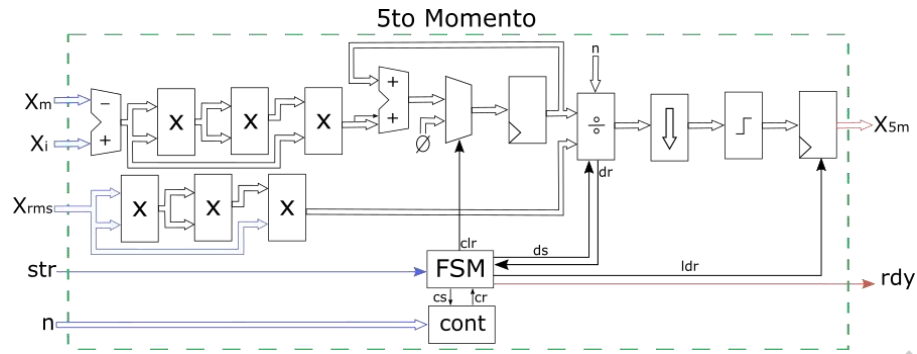 5to Momento
n
Xm
Xi
−
+
X
X
X
+
+
Ø
÷
X5m
dr
Xrms
X
X
X
clr
ds
str
FSM
ldr
rdy
cs
cr
n
cont